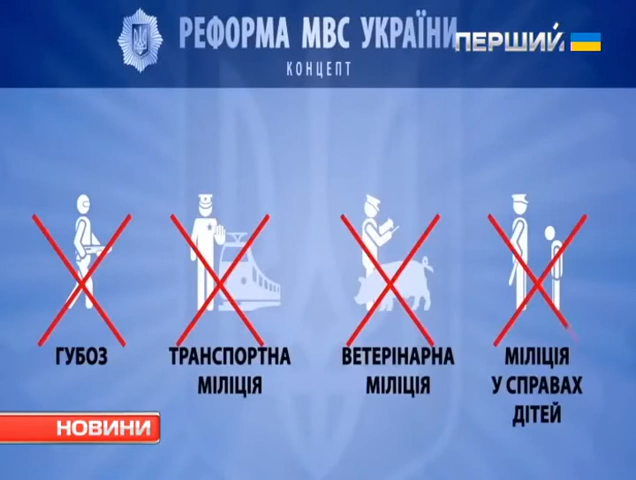 РЕФОРМА МВС УКРАЇНИ
ПЕРШИЙ
КОНЦЕПТ
ГУБОЗ
ТРАНСПОРТНА
МІЛІЦІЯ
ВЕТЕРІНАРНА
МІЛІЦІЯ
МІЛІЦІЯ
У СПРАВАХ
ДІТЕЙ
НОВИНИ